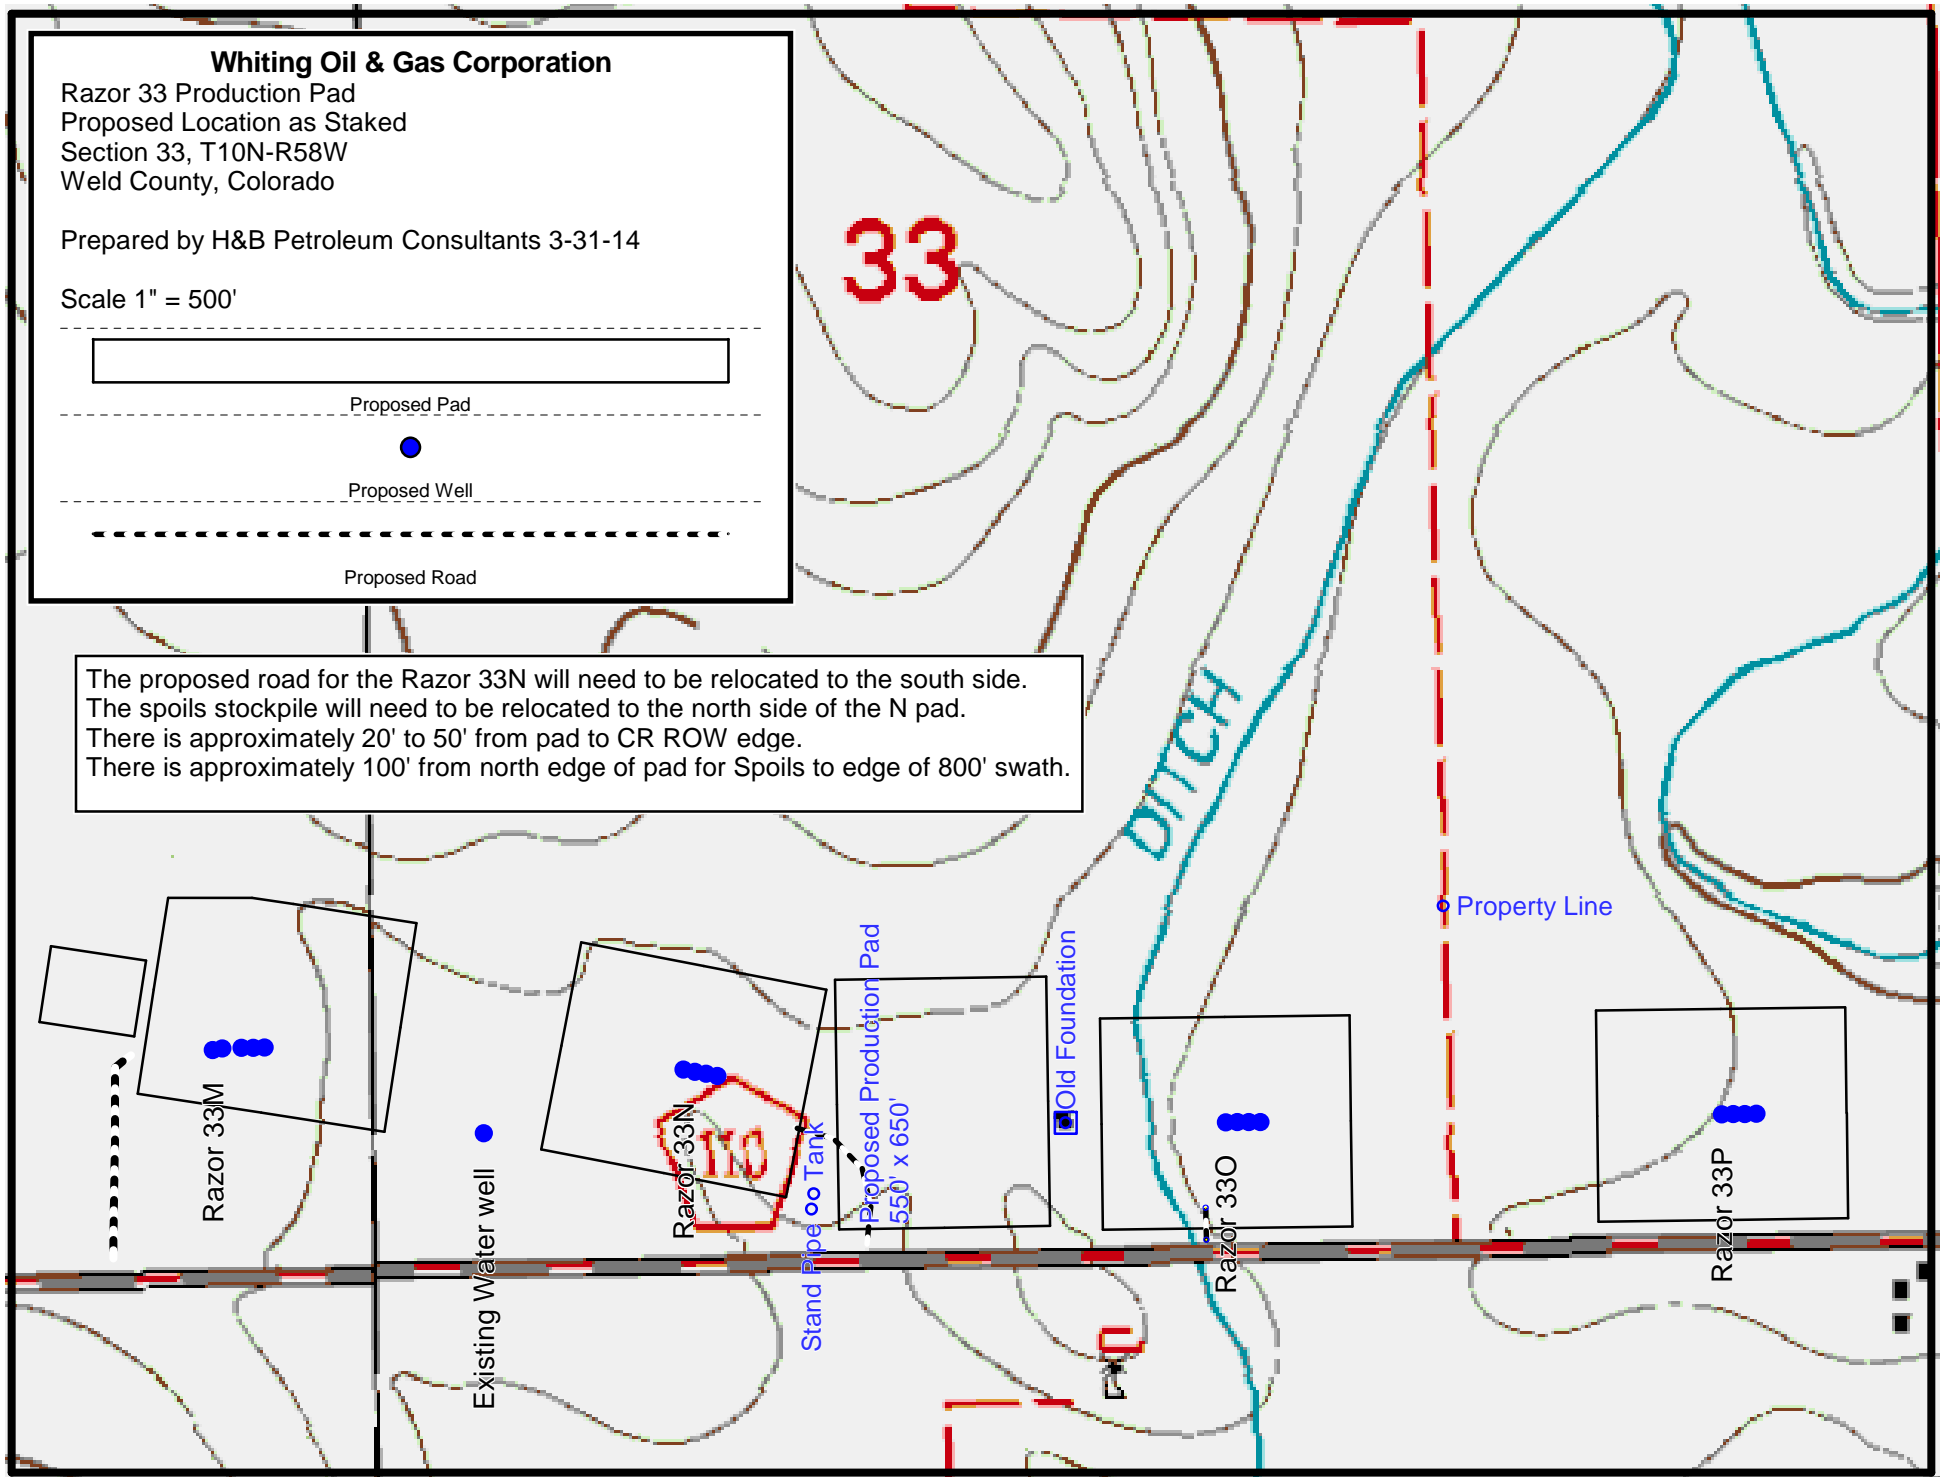 Whiting Oil & Gas Corporation
Razor 33 Production Pad
Proposed Location as Staked
Section 33, T10N-R58W
Weld County, Colorado
Prepared by H&B Petroleum Consultants 3-31-14
Scale 1" = 500'
Proposed Pad
Proposed Well
Proposed Road
33
The proposed road for the Razor 33N will need to be relocated to the south side.
The spoils stockpile will need to be relocated to the north side of the N pad.
There is approximately 20' to 50' from pad to CR ROW edge.
There is approximately 100' from north edge of pad for Spoils to edge of 800' swath.
DITCH
Property Line
Razor 33M
Existing Water well
Razor 33N
110
Stand Pipe
Tank
Proposed Production Pad
550' x 650'
Old Foundation
Razor 33O
Razor 33P